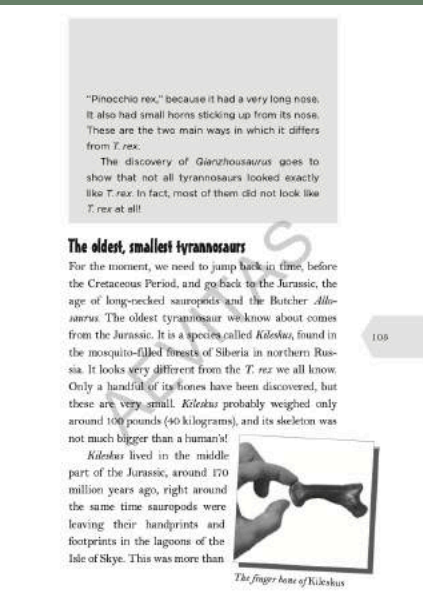 "Pinocchio rex," because it had a very long nose.
It also had small horns sticking up from its nose.
These are the two main ways in which it differs
from T. rex.
The discovery of Qianzhousaurus goes to
show that not all tyrannosaurs looked exactly
like T. rex. In fact, most of them did not look like
T. rex at all!
The oldest, smallest tyrannosaurs
For the moment, we need to jump back in time, before
the Cretaceous Period, and go back to the Jurassic, the
age of long-necked sauropods and the Butcher Allo-
saurus. The oldest tyrannosaur we know about comes
from the Jurassic. It is a species called Kileskus, found in
the mosquito-filled forests of Siberia in northern Rus-
sia. It looks very different from the T. rex we all know.
Only a handful of its bones have been discovered, but
these are very small. Kileskus probably weighed only
around 100 pounds (40 kilograms), and its skeleton was
not much bigger than a human's!
Kileskus lived in the middle
part of the Jurassic, around 170
million years ago, right around
the same time sauropods were
leaving their handprints and
footprints in the lagoons of the
Isle of Skye. This was more than
The finger bone of Kileskus
105
AEVITAS